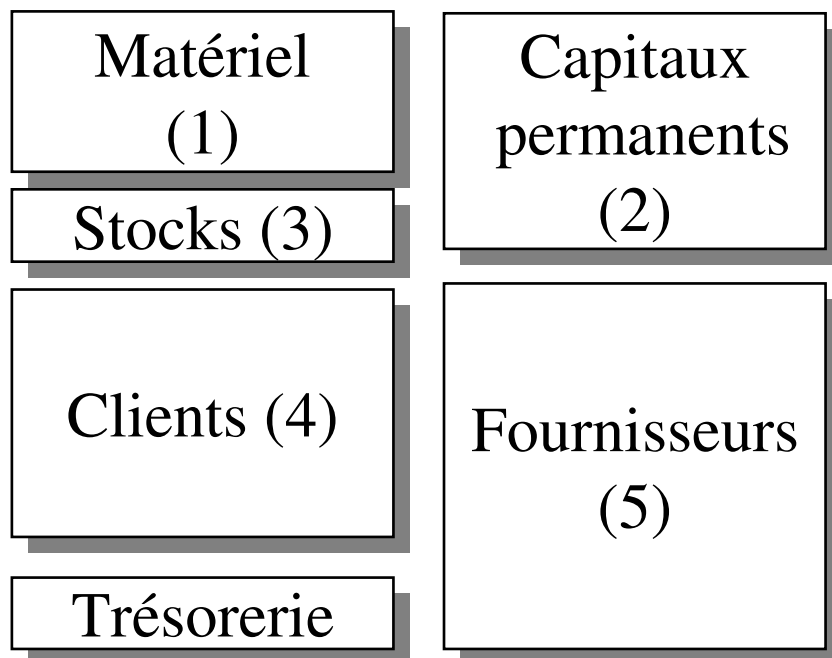 Matériel
(1)
Stocks (3)
Clients (4)
Trésorerie
Capitaux
permanents
(2)
Fournisseurs
(5)